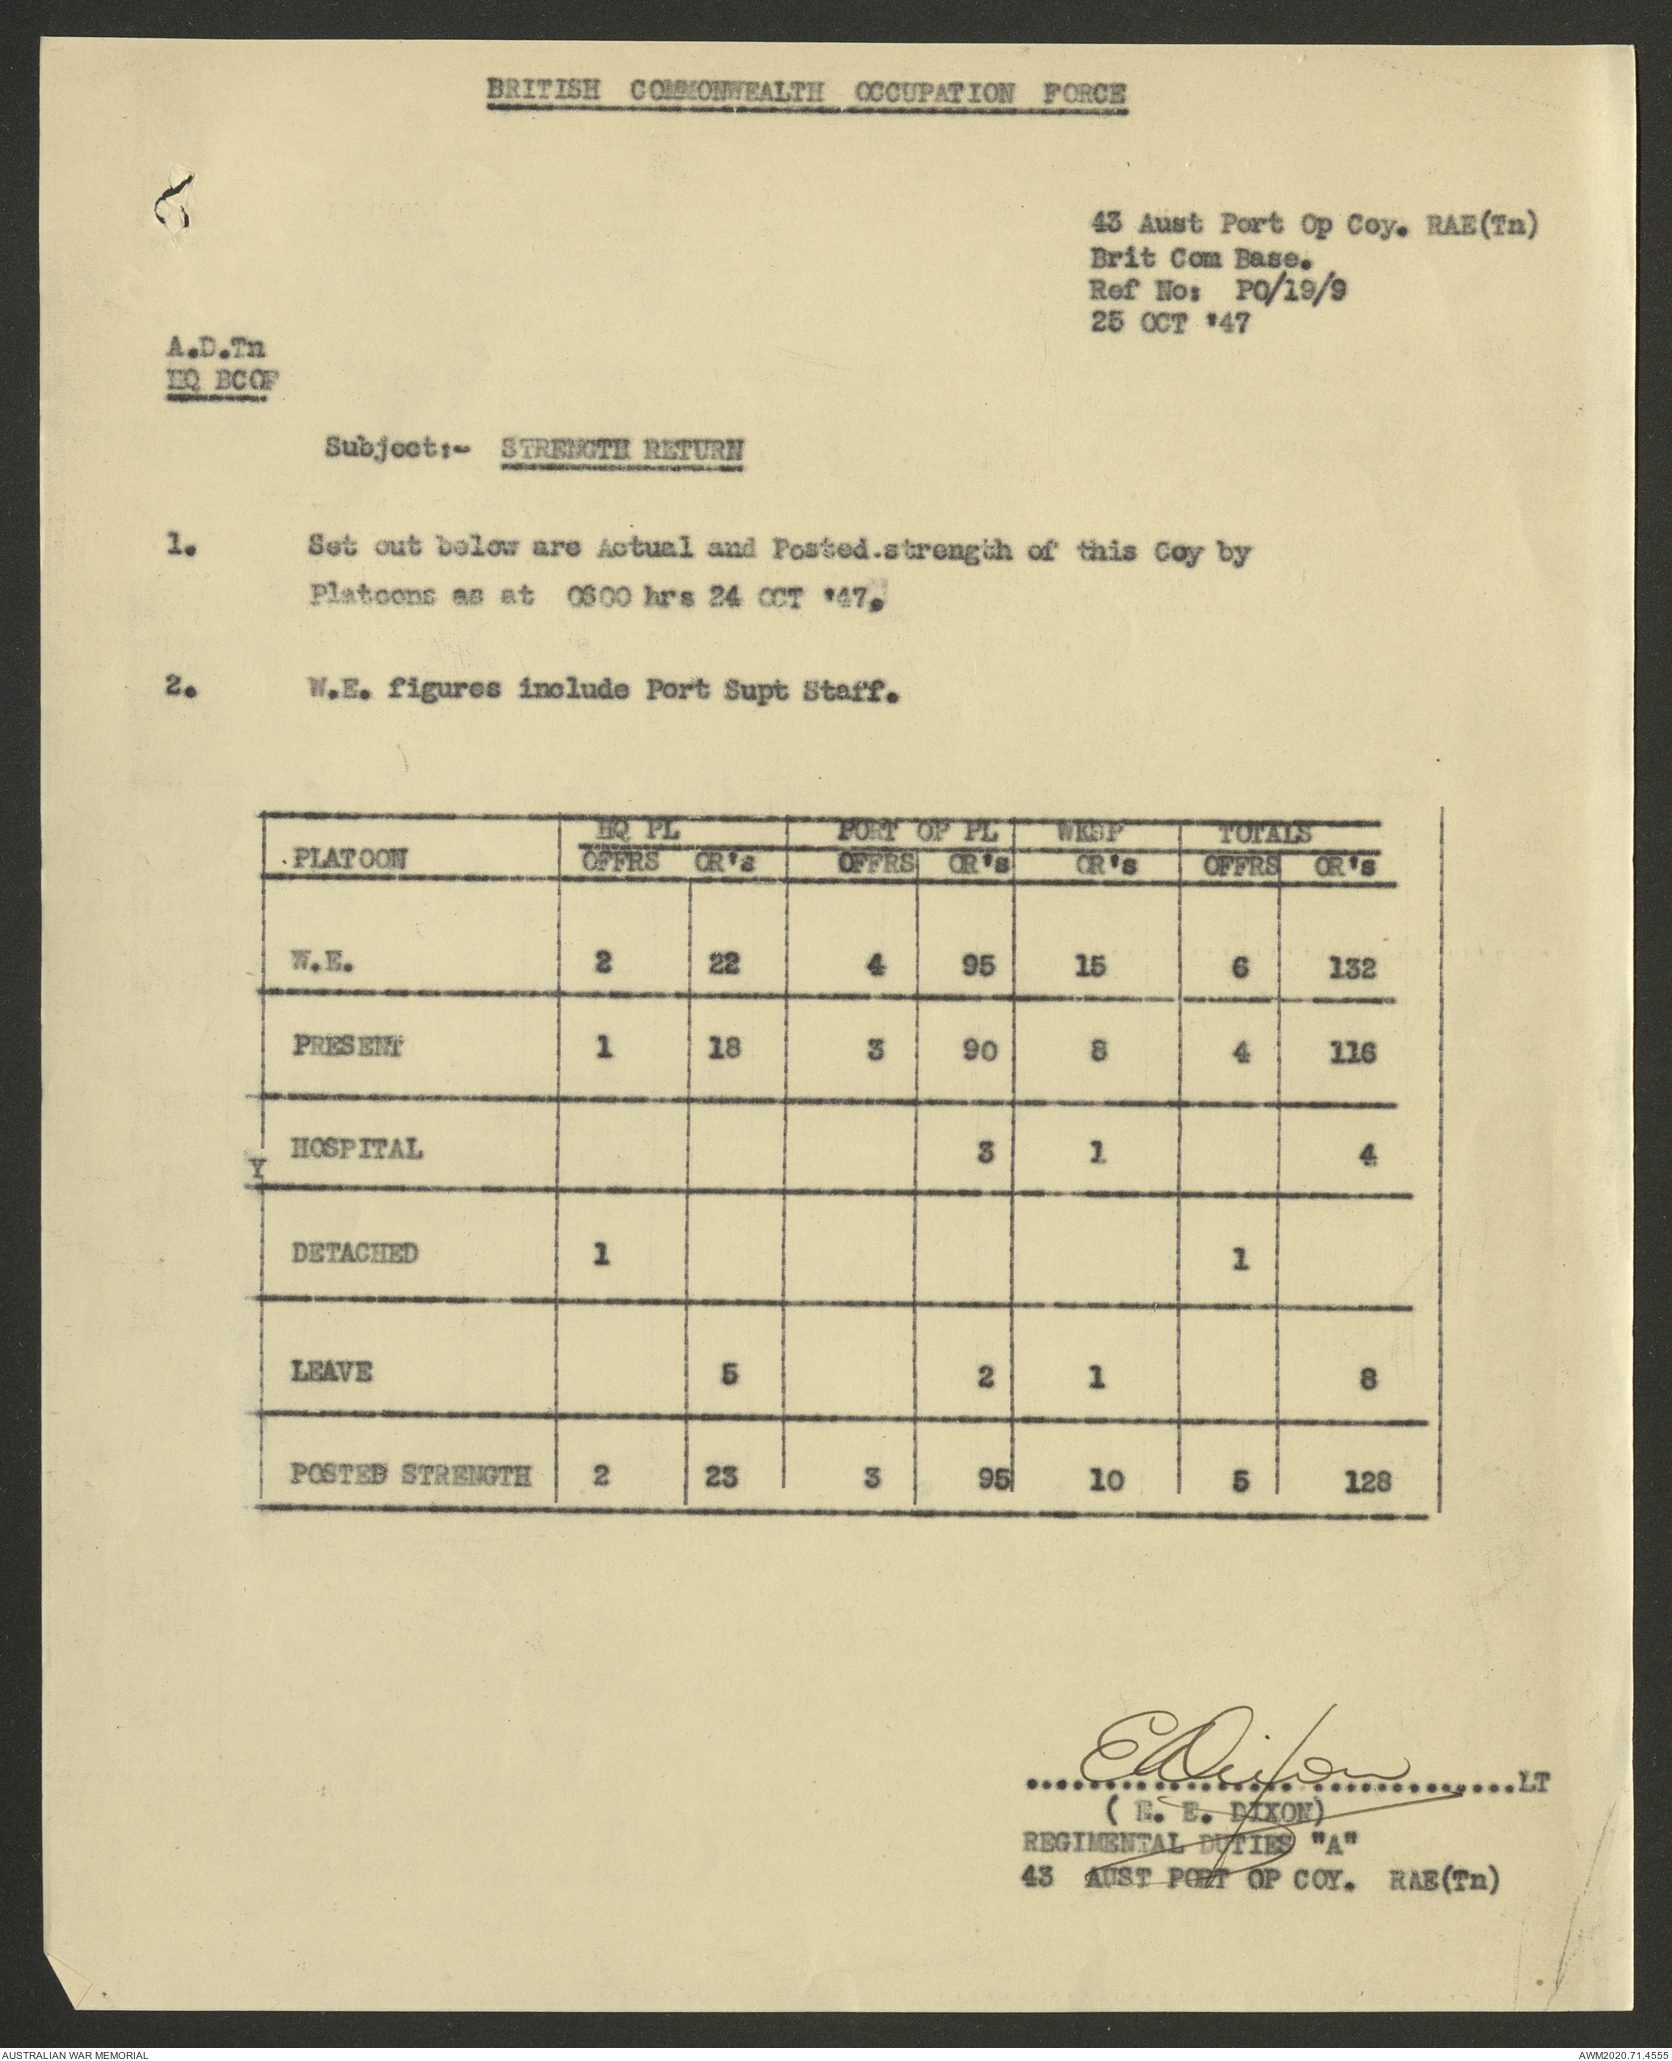 BRITISH COMMONWEALTH OCCUPATION FORCE
43 Aust Port Op Coy. RAE(Tn)
Brit Com Base.
Ref No: PO/19/9
25 OCT '47
A.D.Tn
HQ BCOF
Subject:- STRENGTH RETURN
1. Set out below are Actual and Posted.strength of this Coy by
Platoons as at 0600 hrs 24 OCT '47.
2. W.E. figures include Port Supt Staff.
HQ PL PORT OP PL WKSP TOTALS
PLATOON OFFRS OR's OFFRS OR's OR's OFFRS OR's
W.E. 2 22 4 95 15 6 132
PRESENT 1 18 3 90 8 4 116
HOSPITAL 3 1 4
Y
DETACHED 1 1
LEAVE 5 2 1 8
POSTED STRENGTH 2 23 3 95 10 5 128
E Dixon LT
( E. E. DIXON)
REGIMENTAL DUTIES "A"
43 AUST PORT OP COY. RAE(Tn)
AUSTRALIAN WAR MEMORIAL
AWM2020.71.4555